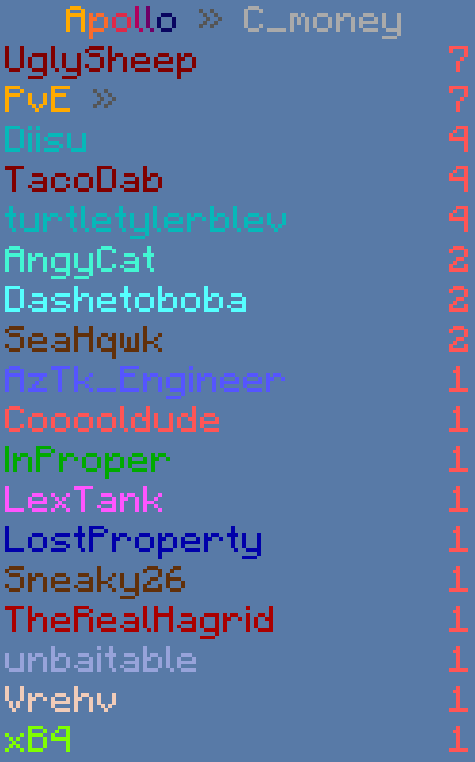 Apollo » C_money
UglySheep 7
PvE » 7
Diisu 4
TacoDab 4
turtletylerblev 4
AngyCat 2
Dashetoboba 2
SeaHqwk 2
AzTk_Engineer 1
Cooooldude 1
InProper 1
LexTank 1
LostProperty 1
Sneaky26 1
TheRealHagrid 1
unbaitable 1
Vrehv 1
xB4 1